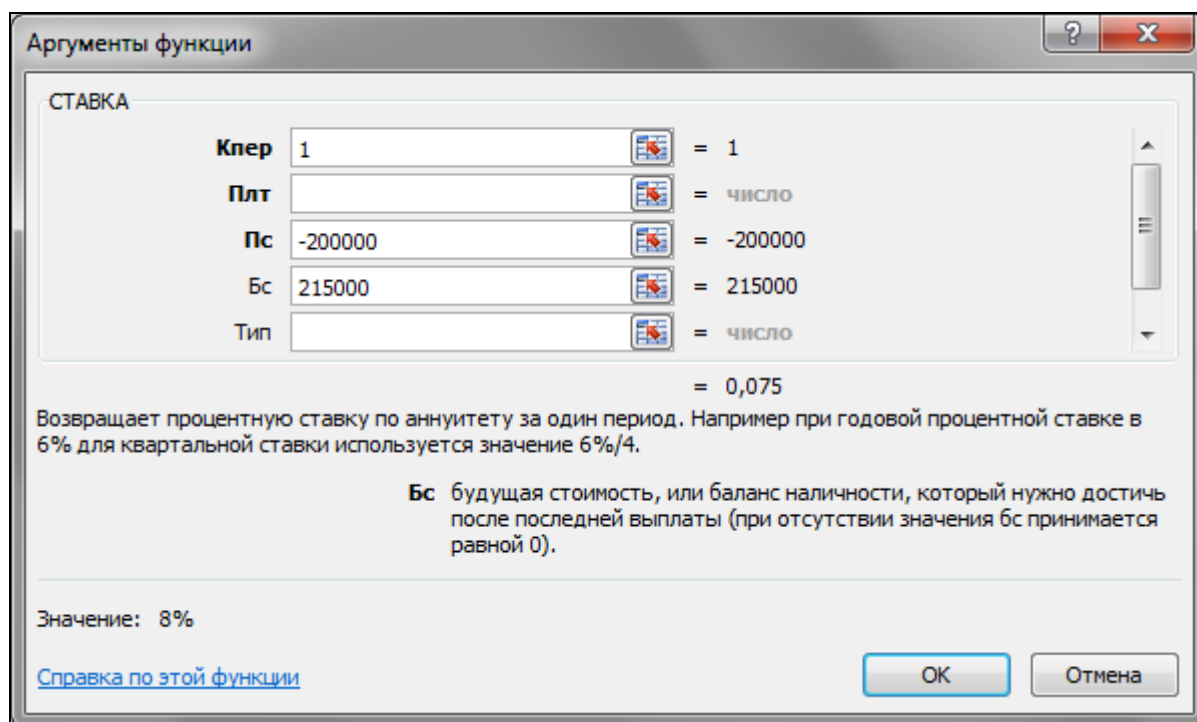 Аргументы функции
СТАВКА
Кпер 1 = 1
Плт = число
Пс -200000 = -200000
Бс 215000 = 215000
Тип = число
= 0,075
Возвращает процентную ставку по аннуитету за один период. Например при годовой процентной ставке в
6% для квартальной ставки используется значение 6%/4.
Бс будущая стоимость, или баланс наличности, который нужно достичь
после последней выплаты (при отсутствии значения бс принимается
равной 0).
Значение: 8%
Справка по этой функции
ОК
Отмена